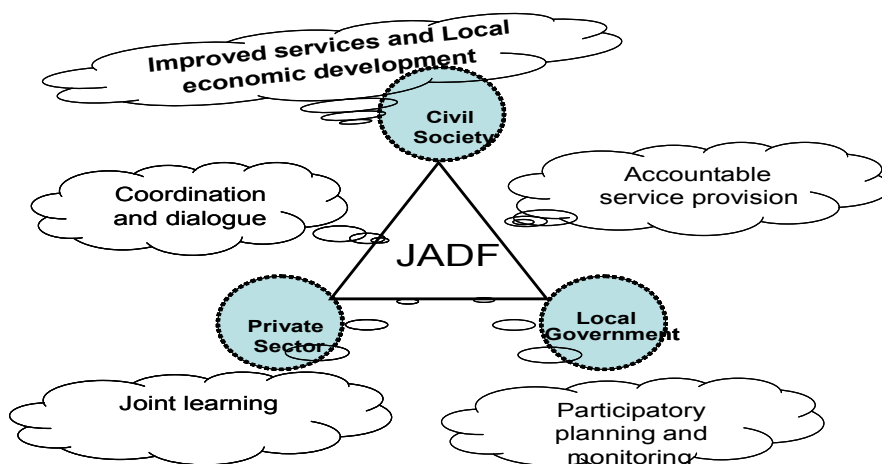 Improved services and Local
economic development
Civil
Society
Coordination
and dialogue
Accountable
service provision
JADF
Private
Sector
Local
Government
Joint learning
Participatory
planning and
monitoring